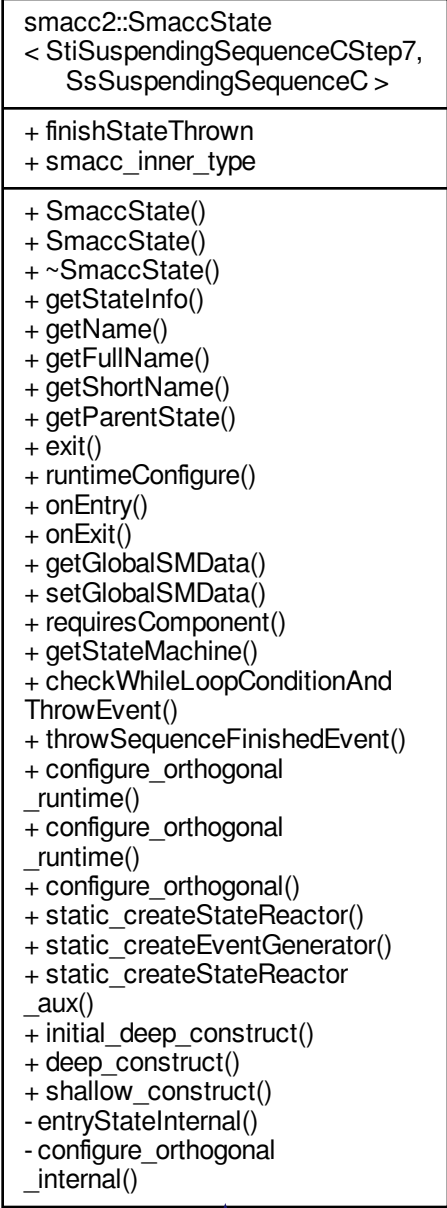 smacc2::SmaccState
< StiSuspendingSequenceCStep7,
SsSuspendingSequenceC >
+ finishStateThrown
+ smacc_inner_type
+ SmaccState()
+ SmaccState()
+ ~SmaccState()
+ getStateInfo()
+ getName()
+ getFullName()
+ getShortName()
+ getParentState()
+ exit()
+ runtimeConfigure()
+ onEntry()
+ onExit()
+ getGlobalSMData()
+ setGlobalSMData()
+ requiresComponent()
+ getStateMachine()
+ checkWhileLoopConditionAnd
ThrowEvent()
+ throwSequenceFinishedEvent()
+ configure_orthogonal
_runtime()
+ configure_orthogonal
_runtime()
+ configure_orthogonal()
+ static_createStateReactor()
+ static_createEventGenerator()
+ static_createStateReactor
_aux()
+ initial_deep_construct()
+ deep_construct()
+ shallow_construct()
- entryStateInternal()
- configure_orthogonal
_internal()